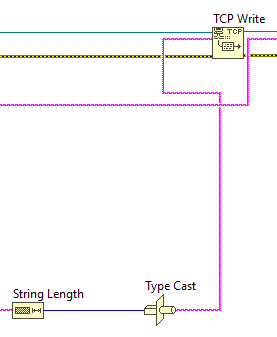 TCP Write
TCP
String Length
Type Cast